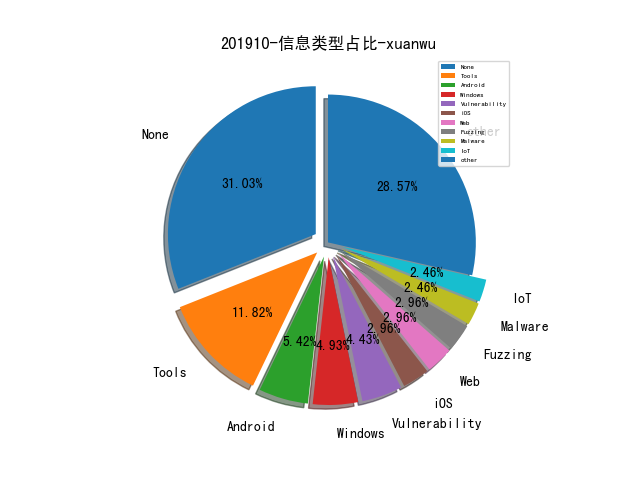 201910-信息类型占比-xuanwu
None
Tools
Android
Windows
Vulnerability
iOS
Web
Fuzzing
Malware
IoT
other
other
None
31.03%
28.57%
2.46%
2.46%
2.96%
2.96%
2.96%
4.43%
4.93%
5.42%
11.82%
IoT
Malware
Fuzzing
Web
iOS
Vulnerability
Windows
Android
Tools